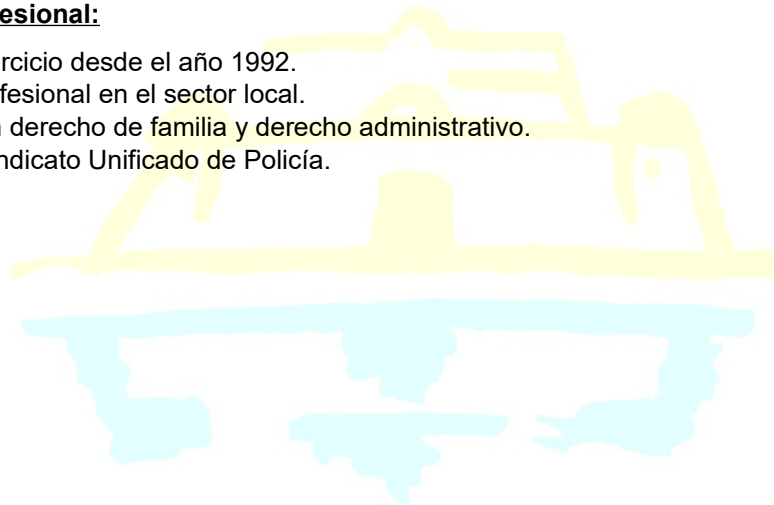 esional:
rcicio desde el año 1992.
fesional en el sector local.
n derecho de familia y derecho administrativo.
ndicato Unificado de Policía.